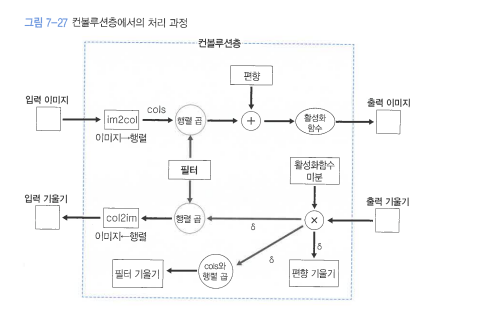 그림 7-27 컨볼루션층에서의 처리 과정
컨볼루션층
편향
입력 이미지
cols
출력 이미지
im2col
행렬 곱
+
활성화
함수
이미지→행렬
필터
활성화함수
미분
입력 기울기
출력 기울기
col2im
행렬 곱
×
δ
이미지←행렬
δ
δ
필터 기울기
cols와
행렬 곱
편향 기울기